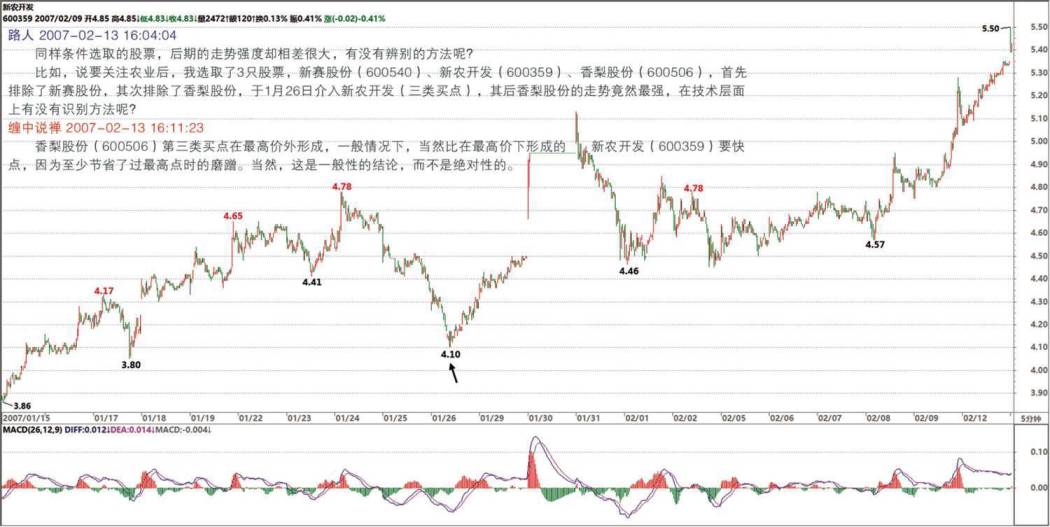 新农开发
600359 2007/02/09 开4.85 高4.85↓低4.83↓收4.83↓量2472↑额120↑换0.13% 振0.41% 涨(-0.02)-0.41%
路人 2007-02-13 16:04:04
同样条件选取的股票，后期的走势强度却相差很大，有没有辨别的方法呢？
比如，说要关注农业后，我选取了3只股票，新赛股份（600540）、新农开发（600359）、香梨股份（600506），首先
排除了新赛股份，其次排除了香梨股份，于1月26日介入新农开发（三类买点），其后香梨股份的走势竟然最强，在技术层面
上有没有识别方法呢？
缠中说禅 2007-02-13 16:11:23
香梨股份（600506）第三类买点在最高价外形成，一般情况下，当然比在最高价下形成的 新农开发（600359）要快
点，因为至少节省了过最高点时的磨蹭。当然，这是一般性的结论，而不是绝对性的。
5.50
4.78
4.65
4.78
4.57
4.41
4.46
4.17
3.80
4.10
3.86
5.50
5.40
5.30
5.20
5.10
5.00
4.90
4.80
4.70
4.60
4.50
4.40
4.30
4.20
4.10
4.00
3.90
2007/01/15 01/17 01/18 01/19 01/22 01/23 01/24 01/25 01/26 01/29 01/30 01/31 02/01 02/02 02/05 02/06 02/07 02/08 02/09 02/12 5分钟
MACD(26,12,9) DIFF:0.012↓DEA:0.014↓MACD:-0.004↓
0.10
0.00